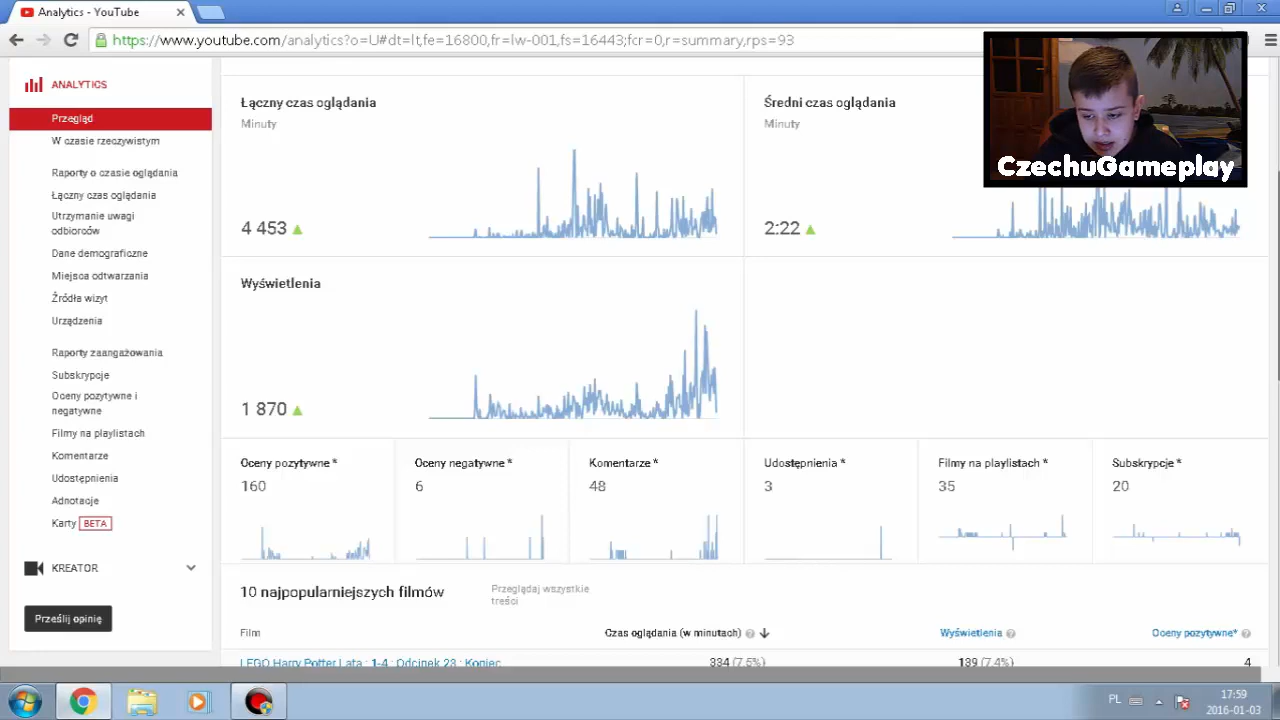 Analytics - YouTube
https://www.youtube.com/analytics?o=U#dt=lt,fe=16800,fr=lw-001,fs=16443;fcr=0,r=summary,rps=93
CzechuGameplay
ANALYTICS
Przegląd
W czasie rzeczywistym
Raporty o czasie oglądania
Łączny czas oglądania
Utrzymanie uwagi
odbiorców
Dane demograficzne
Miejsca odtwarzania
Źródła wizyt
Urządzenia
Raporty zaangażowania
Subskrypcje
Oceny pozytywne i
negatywne
Filmy na playlistach
Komentarze
Udostępnienia
Adnotacje
Karty BETA
KREATOR
Prześlij opinię
Łączny czas oglądania
Minuty
4 453
Średni czas oglądania
Minuty
2:22
Wyświetlenia
1 870
Oceny pozytywne *
160
Oceny negatywne *
6
Komentarze *
48
Udostępnienia *
3
Filmy na playlistach *
35
Subskrypcje *
20
10 najpopularniejszych filmów
Przeglądaj wszystkie
treści
Film Czas oglądania (w minutach) Wyświetlenia Oceny pozytywne*
LEGO Harry Potter Lata : 1-4 : Odcinek 23 : Koniec 334 (7.5%) 139 (7.4%) 4
PL 17:59
2016-01-03